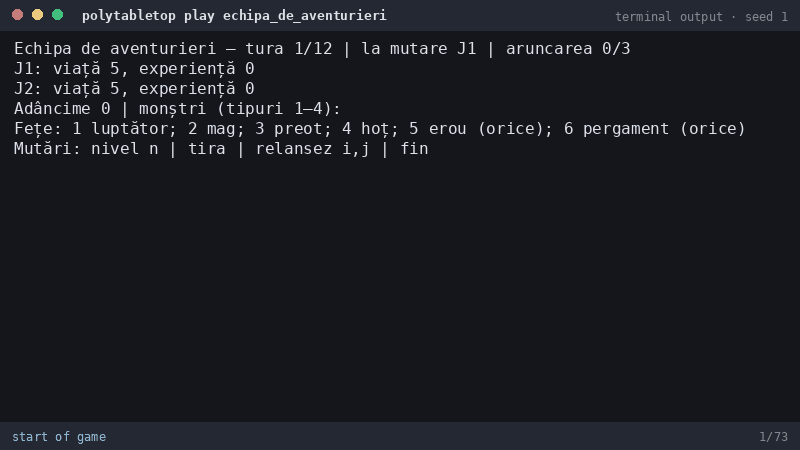 polytabletop play echipa_de_aventurieri
terminal output · seed 1
Echipa de aventurieri — tura 1/12 | la mutare J1 | aruncarea 0/3
J1: viață 5, experiență 0
J2: viață 5, experiență 0
Adâncime 0 | monștri (tipuri 1–4):
Fețe: 1 luptător; 2 mag; 3 preot; 4 hoț; 5 erou (orice); 6 pergament (orice)
Mutări: nivel n | tira | relansez i,j | fin
start of game
1/73